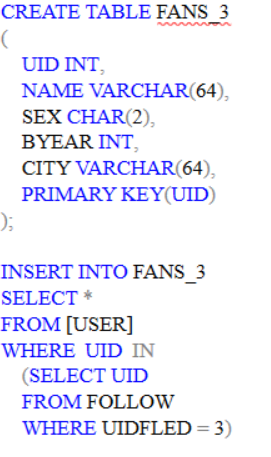 CREATE TABLE FANS_3
(
UID INT,
NAME VARCHAR(64),
SEX CHAR(2),
BYEAR INT,
CITY VARCHAR(64),
PRIMARY KEY(UID)
);
INSERT INTO FANS_3
SELECT *
FROM [USER]
WHERE UID IN
(SELECT UID
FROM FOLLOW
WHERE UIDFLED = 3)